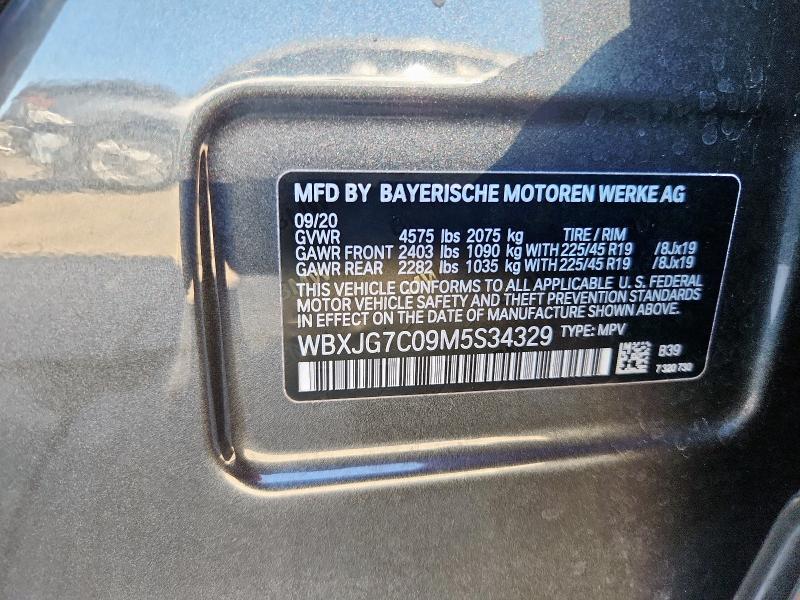 MFD BY BAYERISCHE MOTOREN WERKE AG
09/20
GVWR 4575 lbs 2075 kg TIRE / RIM
GAWR FRONT 2403 lbs 1090 kg WITH 225/45 R19 /8Jx19
GAWR REAR 2282 lbs 1035 kg WITH 225/45 R19 /8Jx19
THIS VEHICLE CONFORMS TO ALL APPLICABLE U. S. FEDERAL
MOTOR VEHICLE SAFETY AND THEFT PREVENTION STANDARDS
IN EFFECT ON THE DATE OF MANUFACTURE SHOWN ABOVE.
WBXJG7C09M5S34329 TYPE: MPV
B39
7 320 730